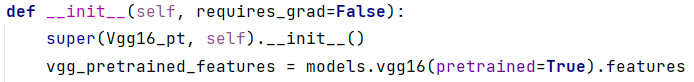 def __init__(self, requires_grad=False):
    super(Vgg16_pt, self).__init__()
    vgg_pretrained_features = models.vgg16(pretrained=True).features